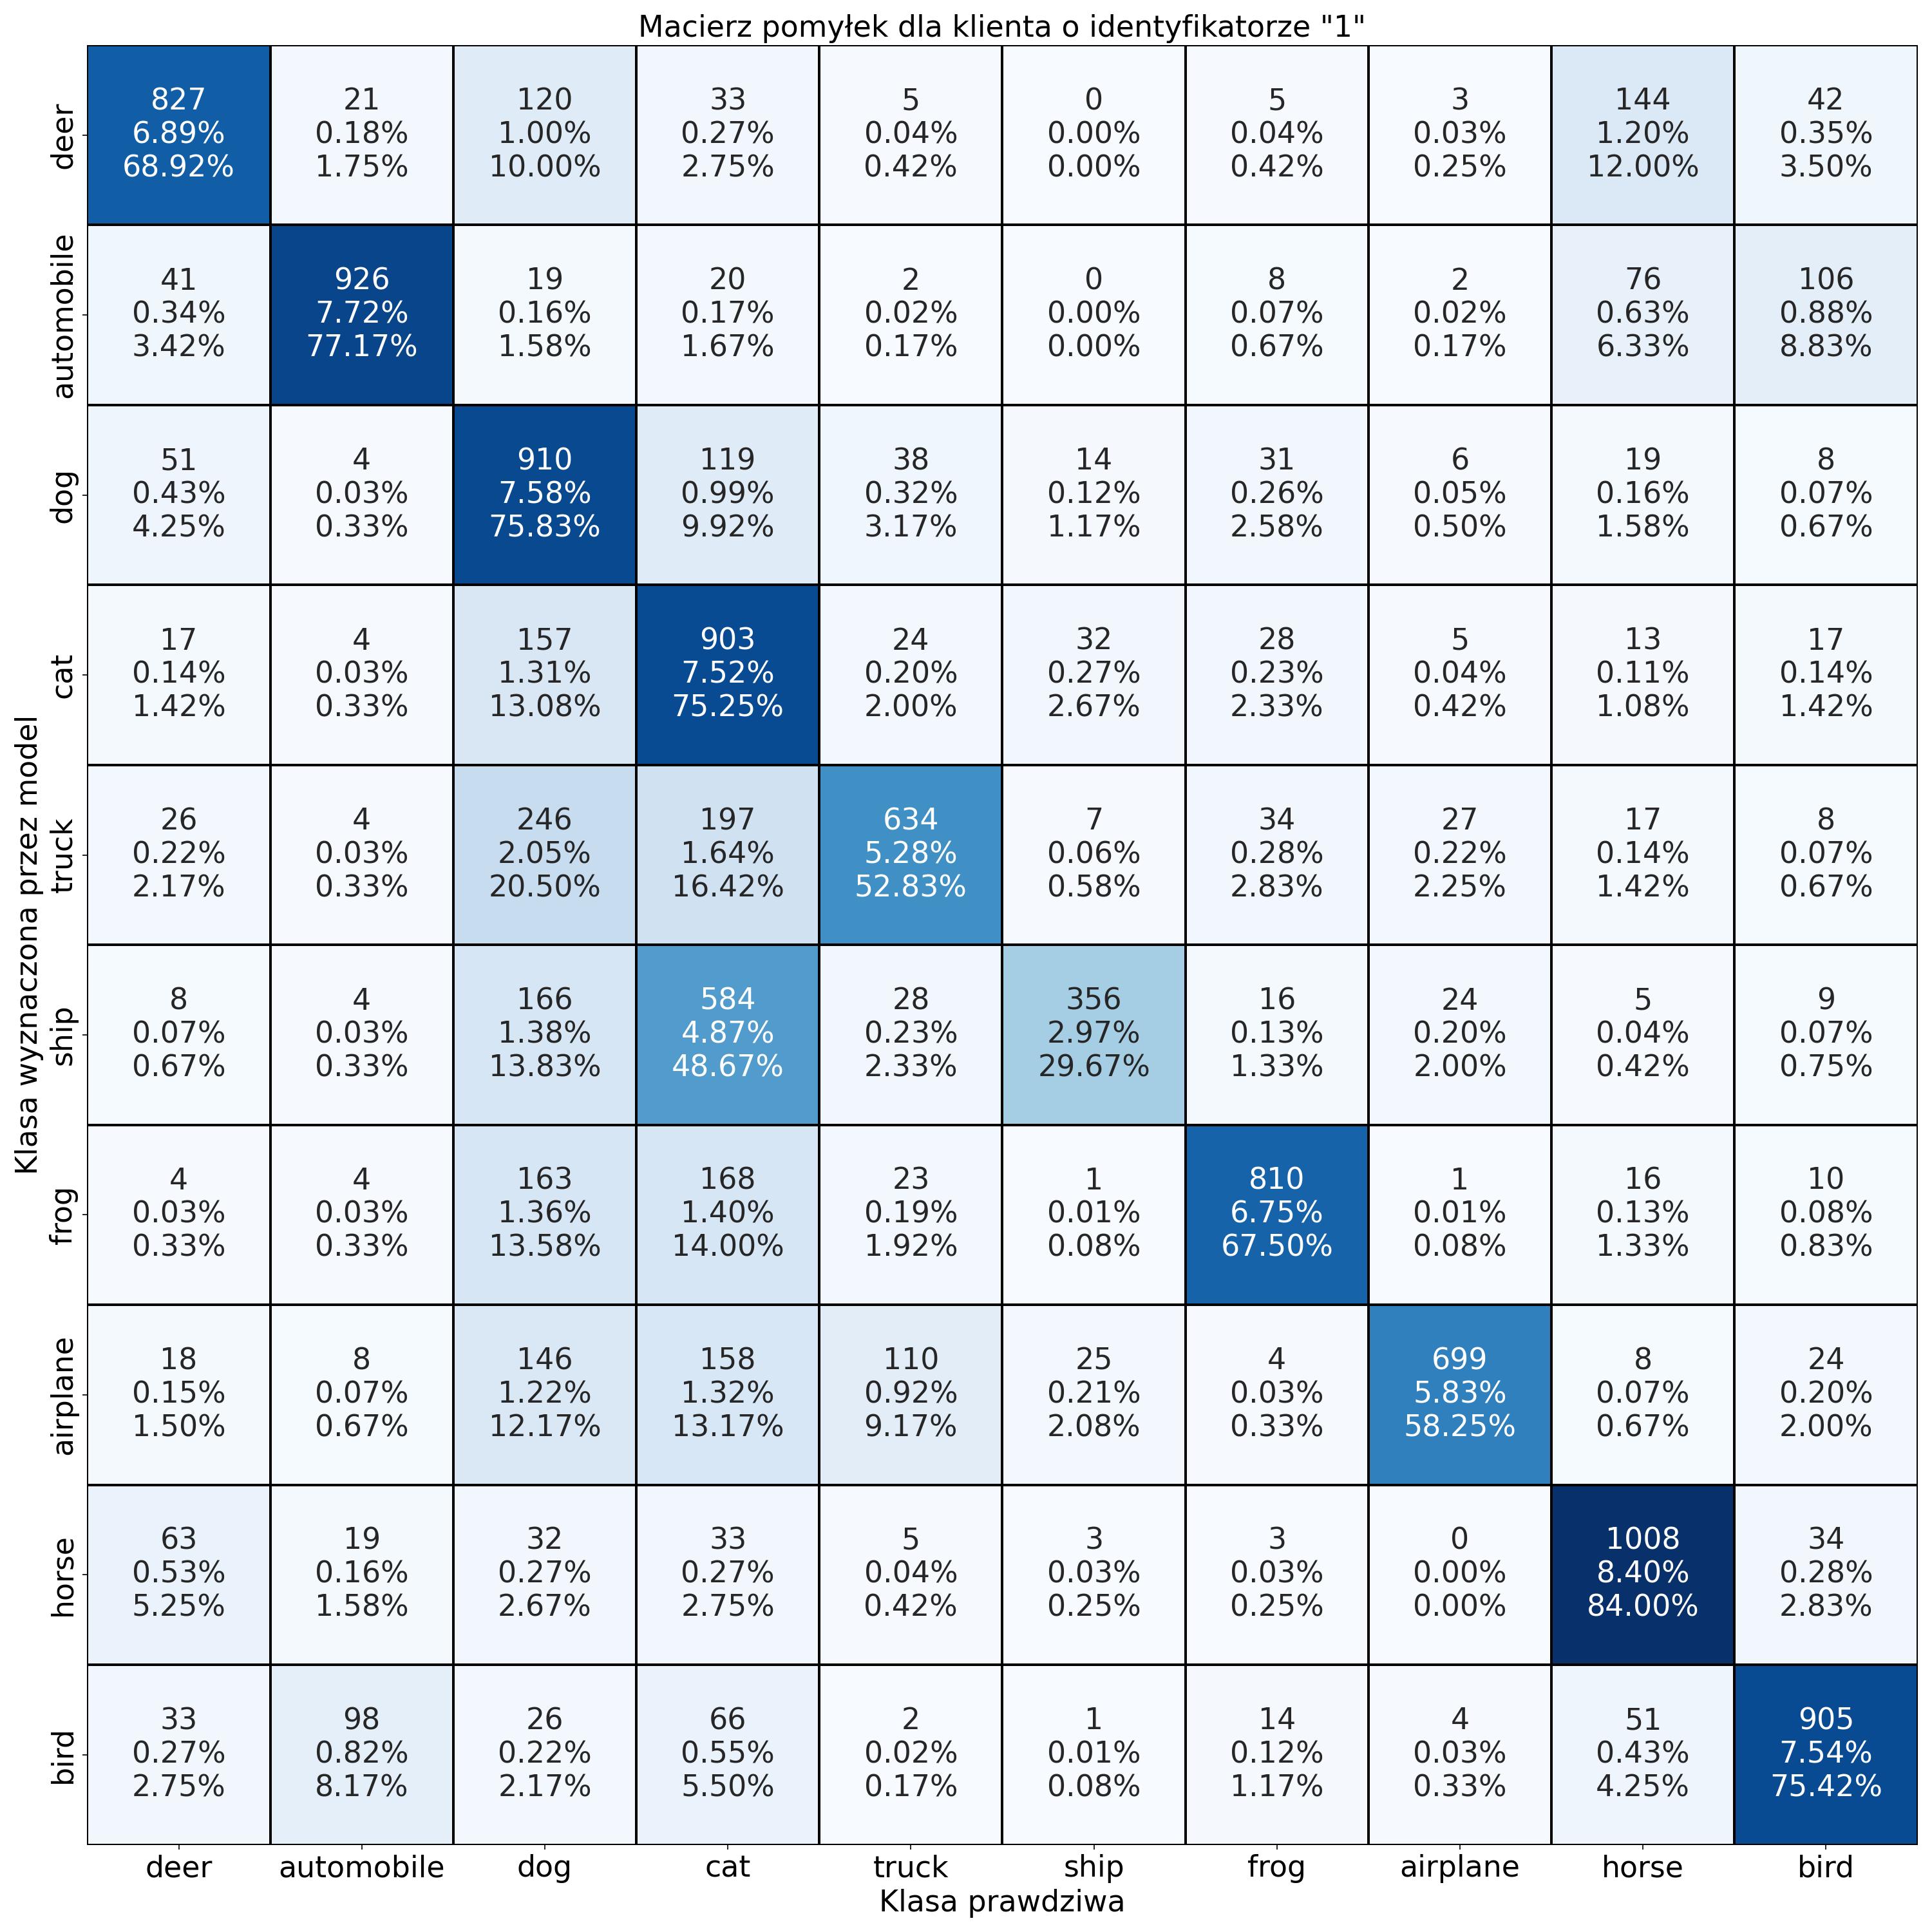 Macierz pomyłek dla klienta o identyfikatorze "1"
Klasa wyznaczona przez model
deer
827 21 120 33 5 0 5 3 144 42
6.89% 0.18% 1.00% 0.27% 0.04% 0.00% 0.04% 0.03% 1.20% 0.35%
68.92% 1.75% 10.00% 2.75% 0.42% 0.00% 0.42% 0.25% 12.00% 3.50%
automobile
41 926 19 20 2 0 8 2 76 106
0.34% 7.72% 0.16% 0.17% 0.02% 0.00% 0.07% 0.02% 0.63% 0.88%
3.42% 77.17% 1.58% 1.67% 0.17% 0.00% 0.67% 0.17% 6.33% 8.83%
dog
51 4 910 119 38 14 31 6 19 8
0.43% 0.03% 7.58% 0.99% 0.32% 0.12% 0.26% 0.05% 0.16% 0.07%
4.25% 0.33% 75.83% 9.92% 3.17% 1.17% 2.58% 0.50% 1.58% 0.67%
cat
17 4 157 903 24 32 28 5 13 17
0.14% 0.03% 1.31% 7.52% 0.20% 0.27% 0.23% 0.04% 0.11% 0.14%
1.42% 0.33% 13.08% 75.25% 2.00% 2.67% 2.33% 0.42% 1.08% 1.42%
truck
26 4 246 197 634 7 34 27 17 8
0.22% 0.03% 2.05% 1.64% 5.28% 0.06% 0.28% 0.22% 0.14% 0.07%
2.17% 0.33% 20.50% 16.42% 52.83% 0.58% 2.83% 2.25% 1.42% 0.67%
ship
8 4 166 584 28 356 16 24 5 9
0.07% 0.03% 1.38% 4.87% 0.23% 2.97% 0.13% 0.20% 0.04% 0.07%
0.67% 0.33% 13.83% 48.67% 2.33% 29.67% 1.33% 2.00% 0.42% 0.75%
frog
4 4 163 168 23 1 810 1 16 10
0.03% 0.03% 1.36% 1.40% 0.19% 0.01% 6.75% 0.01% 0.13% 0.08%
0.33% 0.33% 13.58% 14.00% 1.92% 0.08% 67.50% 0.08% 1.33% 0.83%
airplane
18 8 146 158 110 25 4 699 8 24
0.15% 0.07% 1.22% 1.32% 0.92% 0.21% 0.03% 5.83% 0.07% 0.20%
1.50% 0.67% 12.17% 13.17% 9.17% 2.08% 0.33% 58.25% 0.67% 2.00%
horse
63 19 32 33 5 3 3 0 1008 34
0.53% 0.16% 0.27% 0.27% 0.04% 0.03% 0.03% 0.00% 8.40% 0.28%
5.25% 1.58% 2.67% 2.75% 0.42% 0.25% 0.25% 0.00% 84.00% 2.83%
bird
33 98 26 66 2 1 14 4 51 905
0.27% 0.82% 0.22% 0.55% 0.02% 0.01% 0.12% 0.03% 0.43% 7.54%
2.75% 8.17% 2.17% 5.50% 0.17% 0.08% 1.17% 0.33% 4.25% 75.42%
deer automobile dog cat truck ship frog airplane horse bird
Klasa prawdziwa